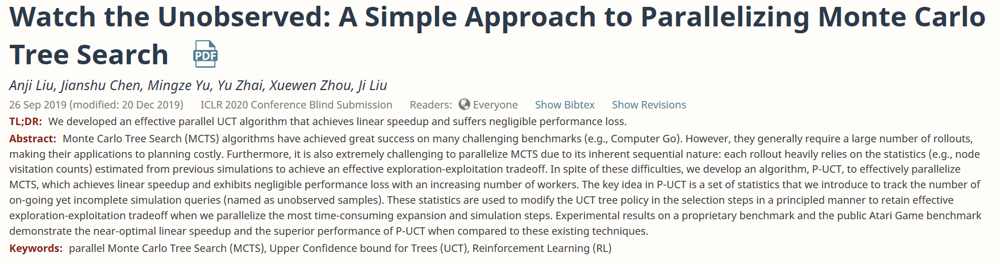 Watch the Unobserved: A Simple Approach to Parallelizing Monte Carlo
Tree Search PDF
Anji Liu, Jianshu Chen, Mingze Yu, Yu Zhai, Xuewen Zhou, Ji Liu
26 Sep 2019 (modified: 20 Dec 2019) ICLR 2020 Conference Blind Submission Readers: Everyone Show Bibtex Show Revisions
TL;DR: We developed an effective parallel UCT algorithm that achieves linear speedup and suffers negligible performance loss.
Abstract: Monte Carlo Tree Search (MCTS) algorithms have achieved great success on many challenging benchmarks (e.g., Computer Go). However, they generally require a large number of rollouts,
making their applications to planning costly. Furthermore, it is also extremely challenging to parallelize MCTS due to its inherent sequential nature: each rollout heavily relies on the statistics (e.g., node
visitation counts) estimated from previous simulations to achieve an effective exploration-exploitation tradeoff. In spite of these difficulties, we develop an algorithm, P-UCT, to effectively parallelize
MCTS, which achieves linear speedup and exhibits negligible performance loss with an increasing number of workers. The key idea in P-UCT is a set of statistics that we introduce to track the number of
on-going yet incomplete simulation queries (named as unobserved samples). These statistics are used to modify the UCT tree policy in the selection steps in a principled manner to retain effective
exploration-exploitation tradeoff when we parallelize the most time-consuming expansion and simulation steps. Experimental results on a proprietary benchmark and the public Atari Game benchmark
demonstrate the near-optimal linear speedup and the superior performance of P-UCT when compared to these existing techniques.
Keywords: parallel Monte Carlo Tree Search (MCTS), Upper Confidence bound for Trees (UCT), Reinforcement Learning (RL)